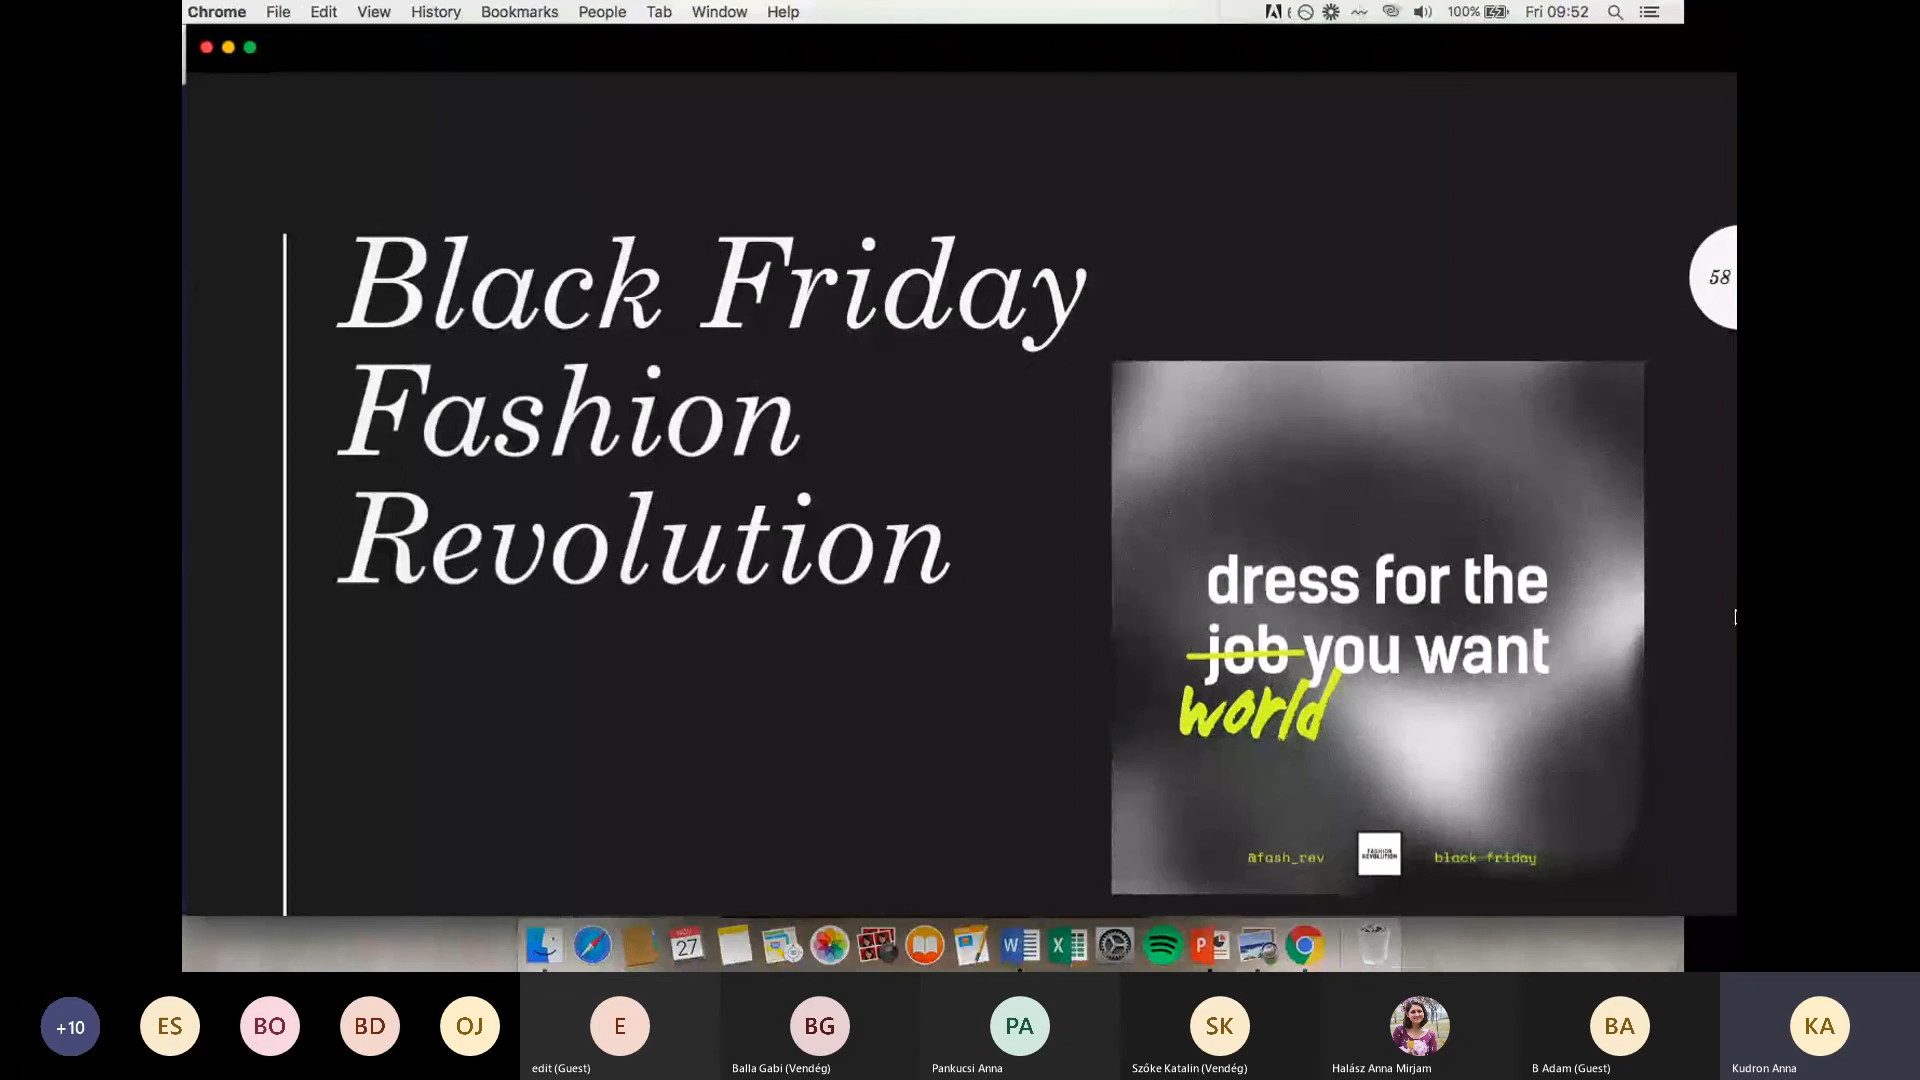 Chrome File Edit View History Bookmarks People Tab Window Help
100% Fri 09:52
Black Friday
Fashion
Revolution
58
dress for the
job you want
world
@fash_rev
FASHION
REVOLUTION
black friday
NOV
27
+10
ES
BO
BD
OJ
E
BG
PA
SK
BA
KA
edit (Guest)
Balla Gabi (Vendég)
Pankucsi Anna
Szőke Katalin (Vendég)
Halász Anna Mirjam
B Adam (Guest)
Kudron Anna